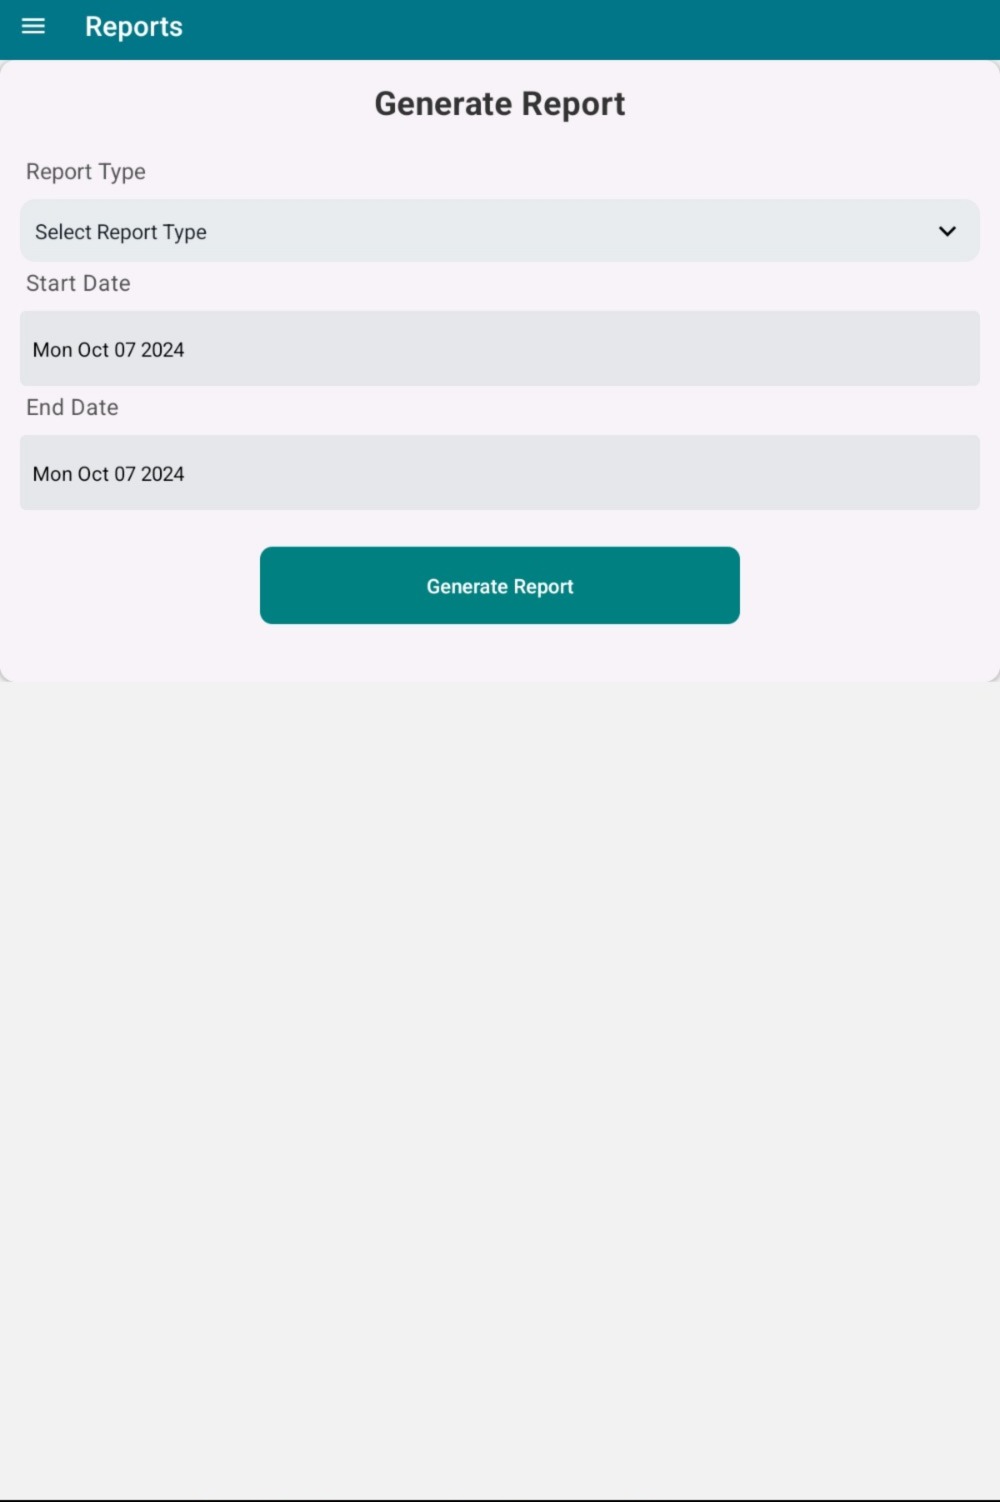 Reports
Generate Report
Report Type
Select Report Type
Start Date
Mon Oct 07 2024
End Date
Mon Oct 07 2024
Generate Report